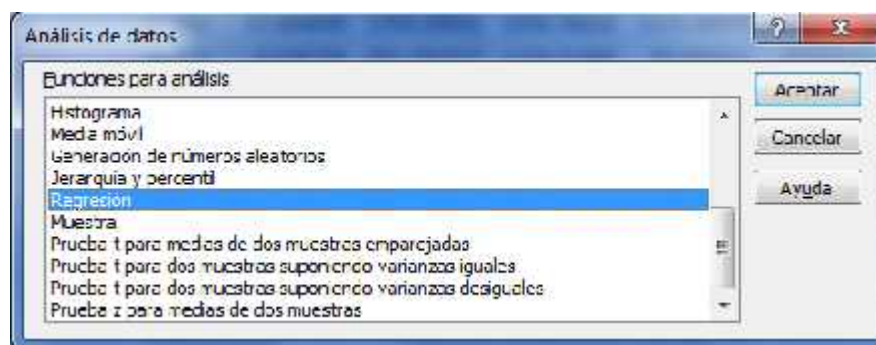 Análisis de datos
Funciones para análisis
Histograma
Media móvil
Generación de números aleatorios
Jerarquía y percentil
Regresión
Muestra
Prueba t para medias de dos muestras emparejadas
Prueba t para dos muestras suponiendo varianzas iguales
Prueba t para dos muestras suponiendo varianzas desiguales
Prueba z para medias de dos muestras
Aceptar
Cancelar
Ayuda